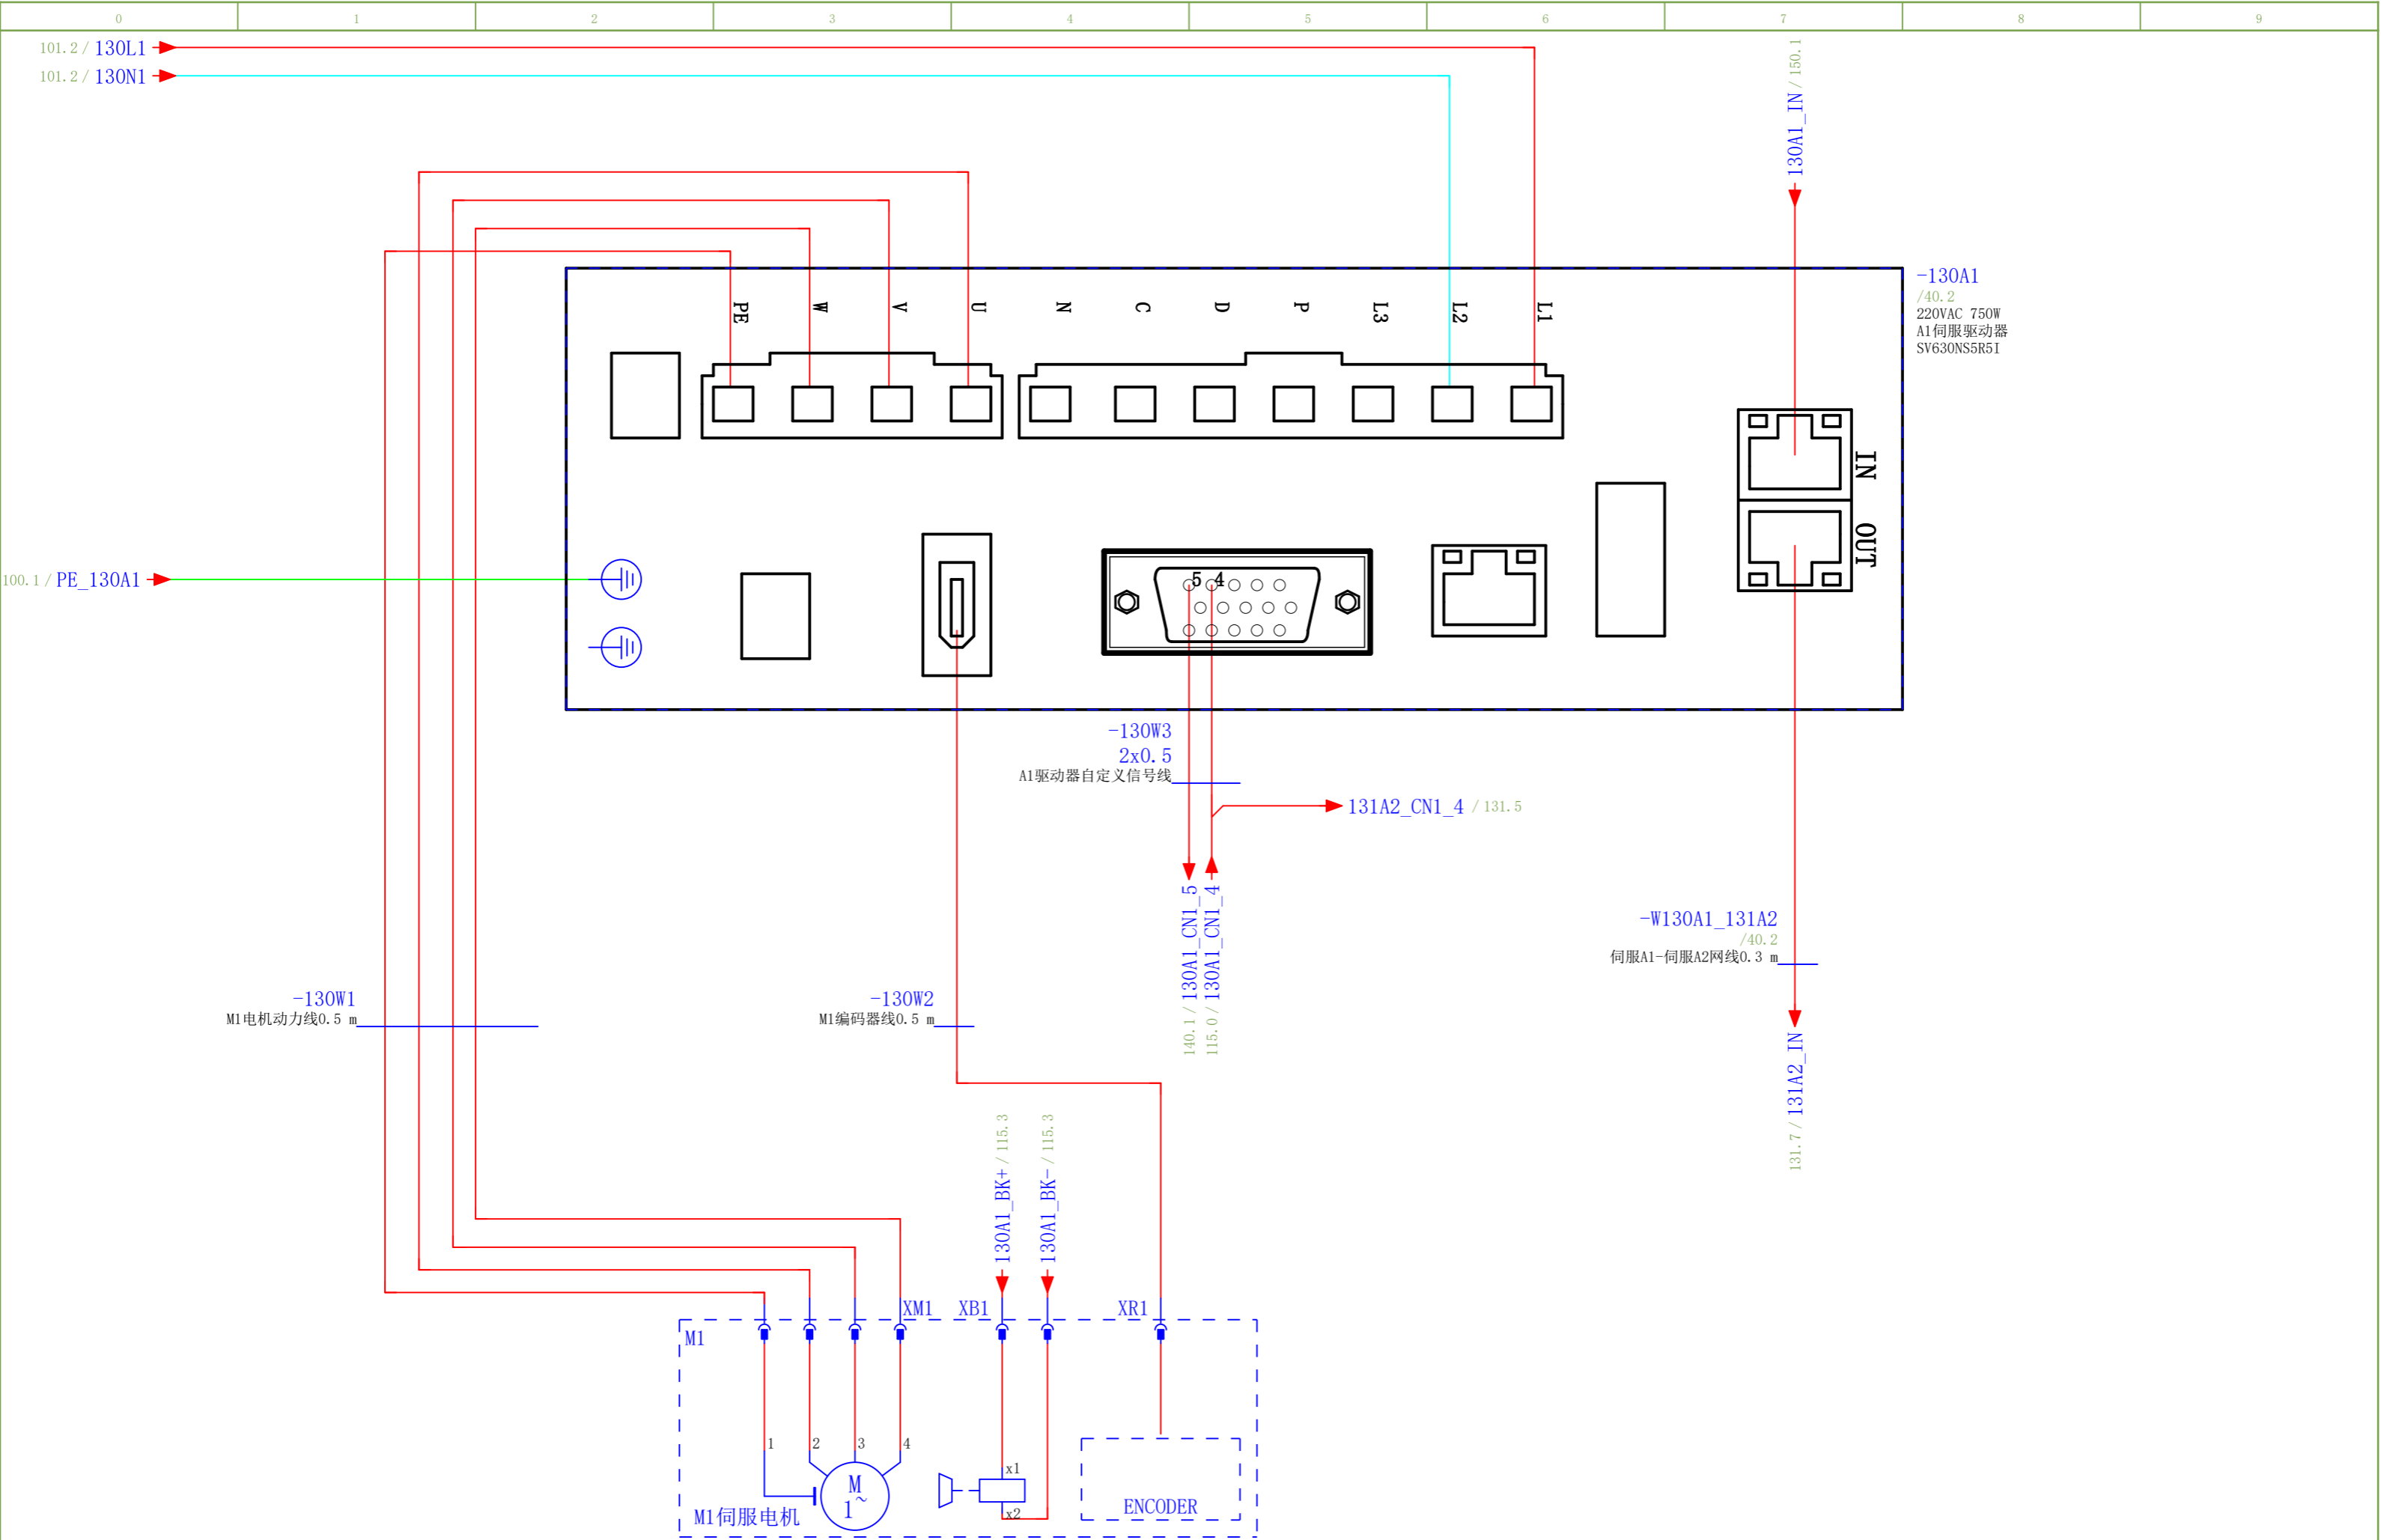 0 1 2 3 4 5 6 7 8 9
101.2 / 130L1
101.2 / 130N1
130A1_IN / 150.1
-130A1
/40.2
220VAC 750W
A1伺服驱动器
SV630NS5R5I
PE W V U N C D P L3 L2 L1
IN
OUT
100.1 / PE_130A1
5 4
-130W3
2x0.5
A1驱动器自定义信号线
131A2_CN1_4 / 131.5
140.1 / 130A1_CN1_5
115.0 / 130A1_CN1_4
-W130A1_131A2
/40.2
伺服A1-伺服A2网线0.3 m
-130W1
M1电机动力线0.5 m
-130W2
M1编码器线0.5 m
131.7 / 131A2_IN
130A1_BK+ / 115.3
130A1_BK- / 115.3
XM1 XB1 XR1
M1
1 2 3 4
x1
M
1~
x2
ENCODER
M1伺服电机